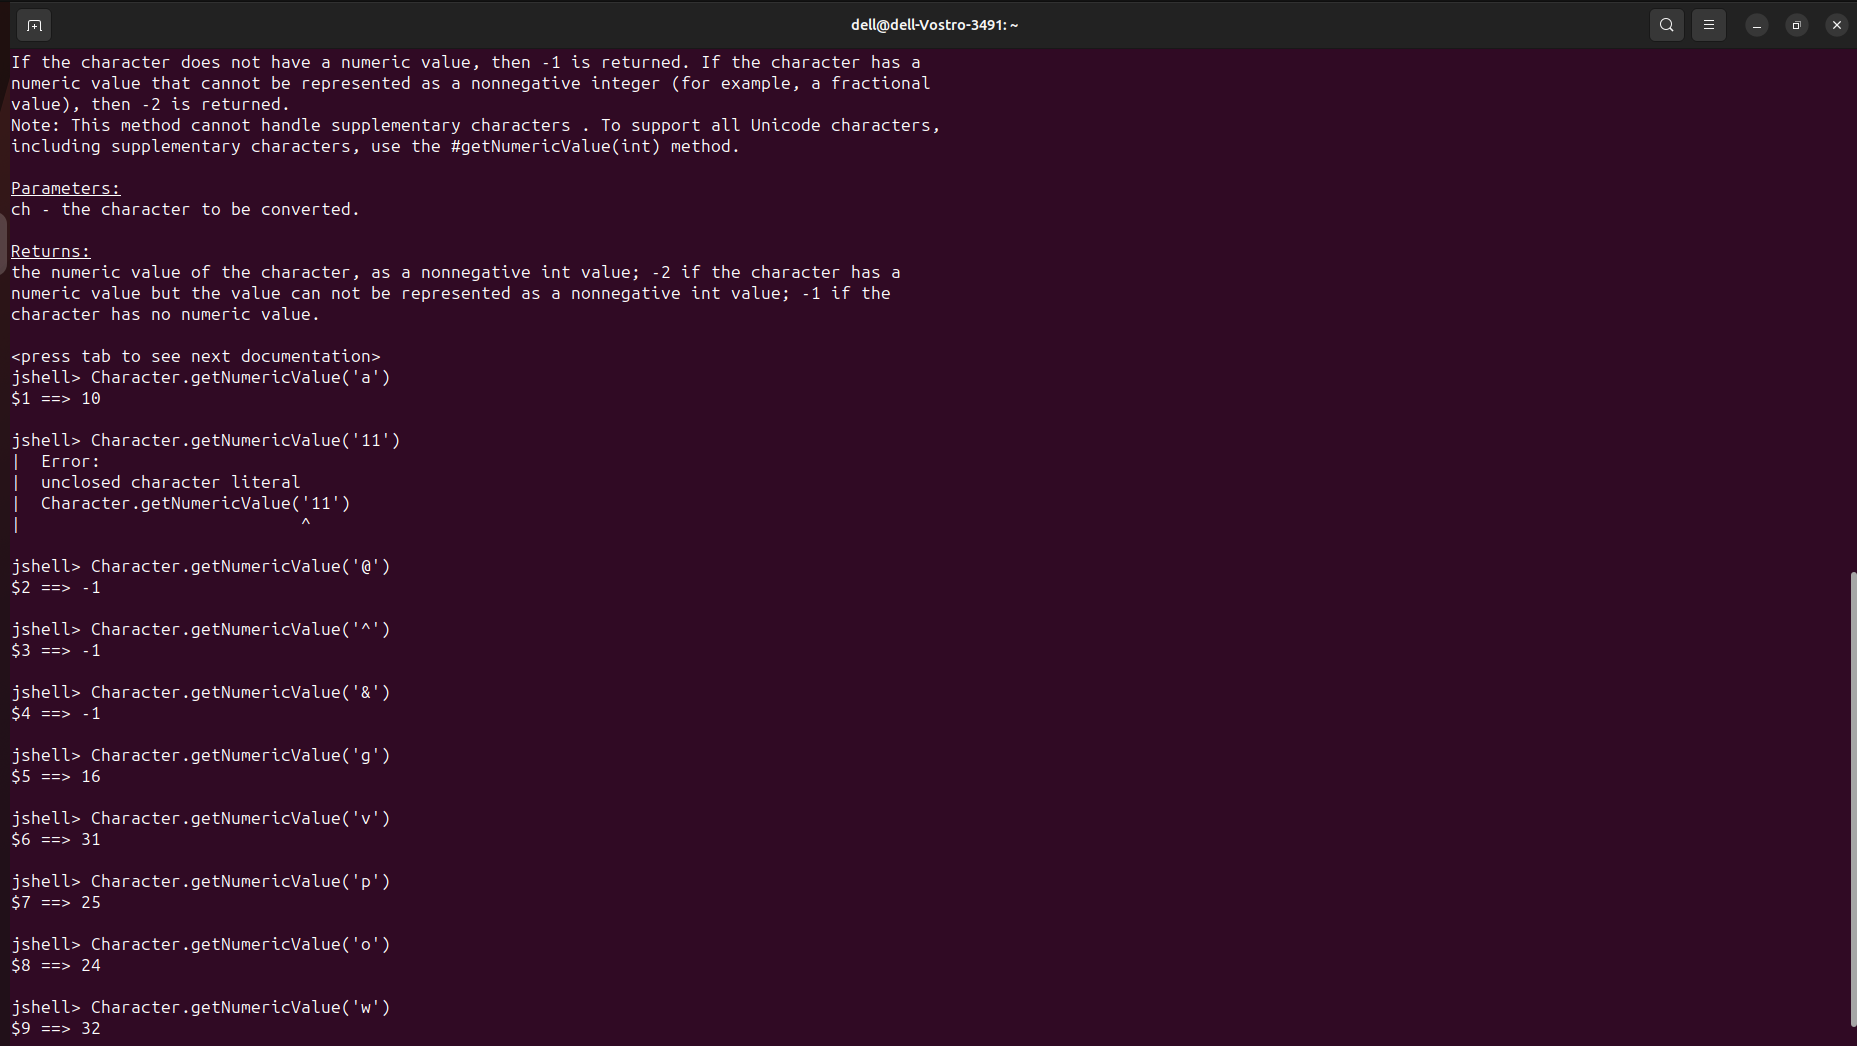 dell@dell-Vostro-3491: ~
If the character does not have a numeric value, then -1 is returned. If the character has a
numeric value that cannot be represented as a nonnegative integer (for example, a fractional
value), then -2 is returned.
Note: This method cannot handle supplementary characters . To support all Unicode characters,
including supplementary characters, use the #getNumericValue(int) method.
Parameters:
ch - the character to be converted.
Returns:
the numeric value of the character, as a nonnegative int value; -2 if the character has a
numeric value but the value can not be represented as a nonnegative int value; -1 if the
character has no numeric value.
<press tab to see next documentation>
jshell> Character.getNumericValue('a')
$1 ==> 10
jshell> Character.getNumericValue('11')
|  Error:
|  unclosed character literal
|  Character.getNumericValue('11')
|                            ^
jshell> Character.getNumericValue('@')
$2 ==> -1
jshell> Character.getNumericValue('^')
$3 ==> -1
jshell> Character.getNumericValue('&')
$4 ==> -1
jshell> Character.getNumericValue('g')
$5 ==> 16
jshell> Character.getNumericValue('v')
$6 ==> 31
jshell> Character.getNumericValue('p')
$7 ==> 25
jshell> Character.getNumericValue('o')
$8 ==> 24
jshell> Character.getNumericValue('w')
$9 ==> 32